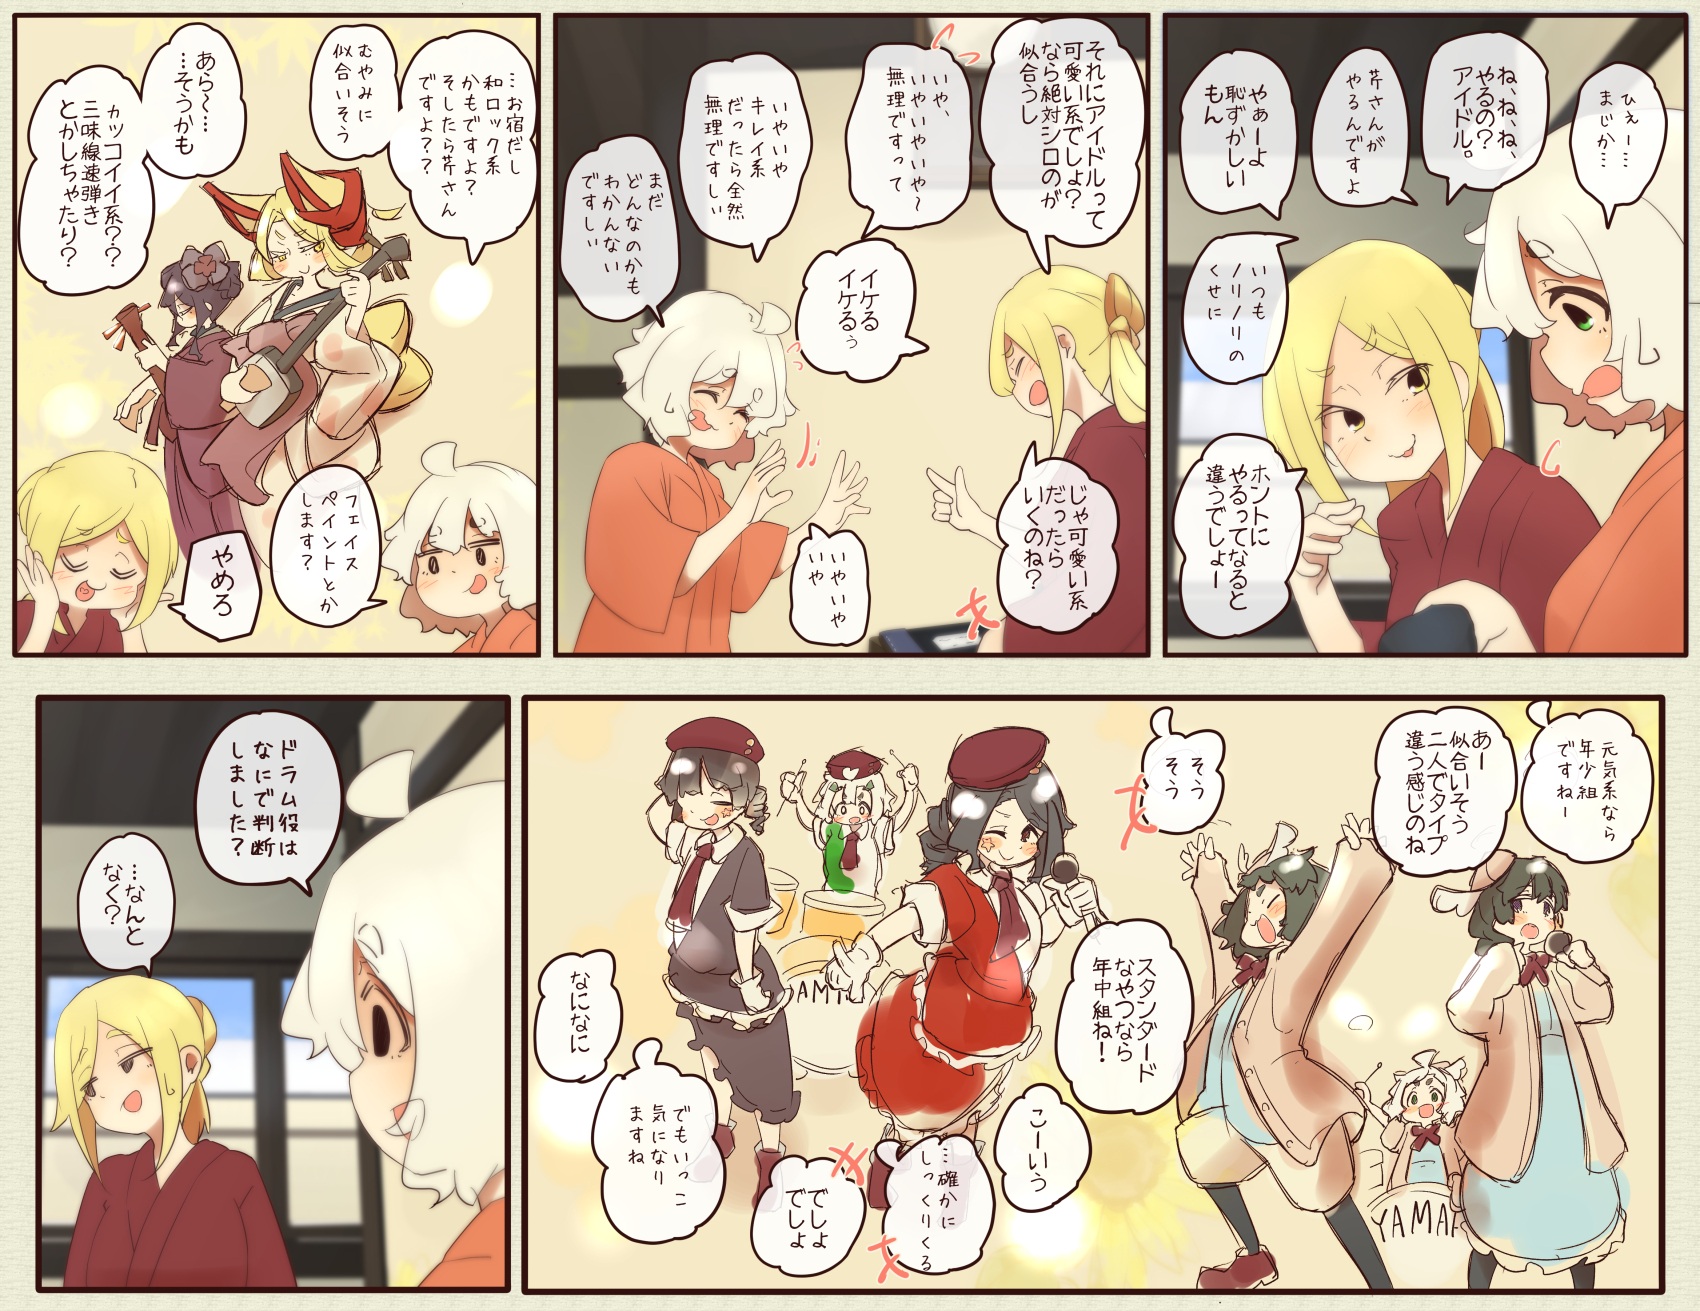 ひぇー…
まじか…
ね、ね、ね、
やるの?
アイドル。
芹さんが
やるんですよ
やぁーよ
恥ずかしい
もん
いつも
ノリノリの
くせに
ホントに
やるってなると
違うでしょー
それにアイドルって
可愛い系でしょ?
なら絶対シロのが
似合うし
いや、
いやいやいや〜
無理ですって
イケる
イケるぅ
いやいや
キレイ系
だったら全然
無理ですしぃ
まだ
どんなのかも
わかんない
ですしぃ
じゃ可愛い系
だったら
いくのね?
いやいや
いや
…お宿だし
和ロック系
かもですよ?
そしたら芹さん
ですよ??
むやみに
似合いそう
あら〜…
…そうかも
カッコイイ系??
三味線速弾き
とかしちゃたり?
フェイス
ペイントとか
します?
やめろ
元気系なら
年少組
ですねー
あー
似合いそう
二人でタイプ
違う感じのね
そう
そう
スタンダード
なやつなら
年中組ね!
こーいう
…確かに
しっくりくる
でしょ
でしょ
でもいっこ
気になり
ますね
なになに
YAMA
YAMA
ドラム役は
なにで判断
しました?
…なんと
なく?